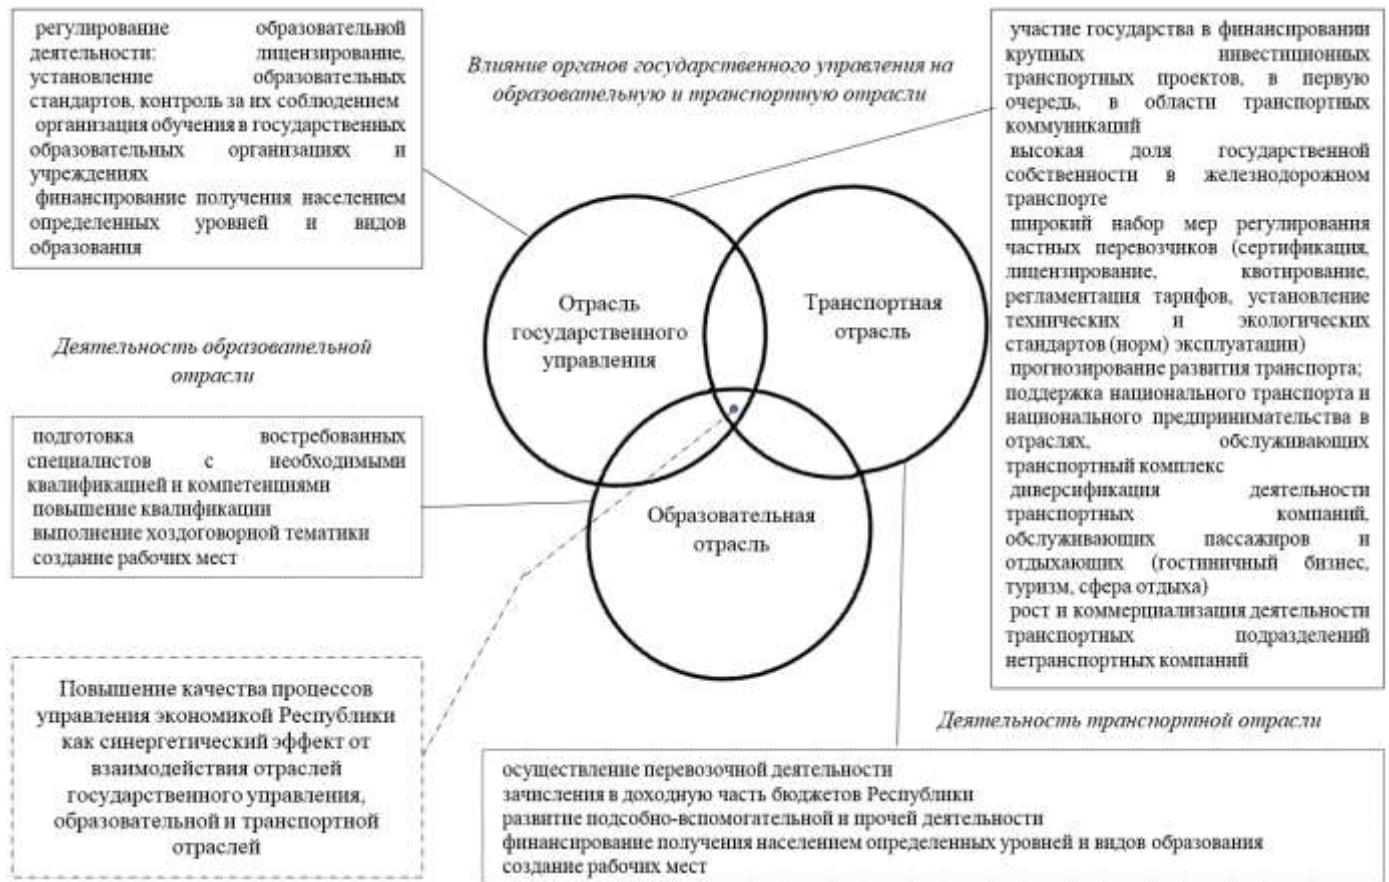 регулирование образовательной
деятельности: лицензирование,
установление образовательных
стандартов, контроль за их соблюдением
организация обучения в государственных
образовательных организациях и
учреждениях
финансирование получения населением
определенных уровней и видов
образования
Влияние органов государственного управления на
образовательную и транспортную отрасли
участие государства в финансировании
крупных инвестиционных
транспортных проектов, в первую
очередь, в области транспортных
коммуникаций
высокая доля государственной
собственности в железнодорожном
транспорте
широкий набор мер регулирования
частных перевозчиков (сертификация,
лицензирование, квотирование,
регламентация тарифов, установление
технических и экологических
стандартов (норм) эксплуатации)
прогнозирование развития транспорта;
поддержка национального транспорта и
национального предпринимательства в
отраслях, обслуживающих
транспортный комплекс
диверсификация деятельности
транспортных компаний,
обслуживающих пассажиров и
отдыхающих (гостиничный бизнес,
туризм, сфера отдыха)
рост и коммерциализация деятельности
транспортных подразделений
нетранспортных компаний
Отрасль
государственного
управления
Транспортная
отрасль
Образовательная
отрасль
Деятельность образовательной
отрасли
подготовка востребованных
специалистов с необходимыми
квалификацией и компетенциями
повышение квалификации
выполнение хоздоговорной тематики
создание рабочих мест
Повышение качества процессов
управления экономикой Республики
как синергетический эффект от
взаимодействия отраслей
государственного управления,
образовательной и транспортной
отраслей
Деятельность транспортной отрасли
осуществление перевозочной деятельности
зачисления в доходную часть бюджетов Республики
развитие подсобно-вспомогательной и прочей деятельности
финансирование получения населением определенных уровней и видов образования
создание рабочих мест